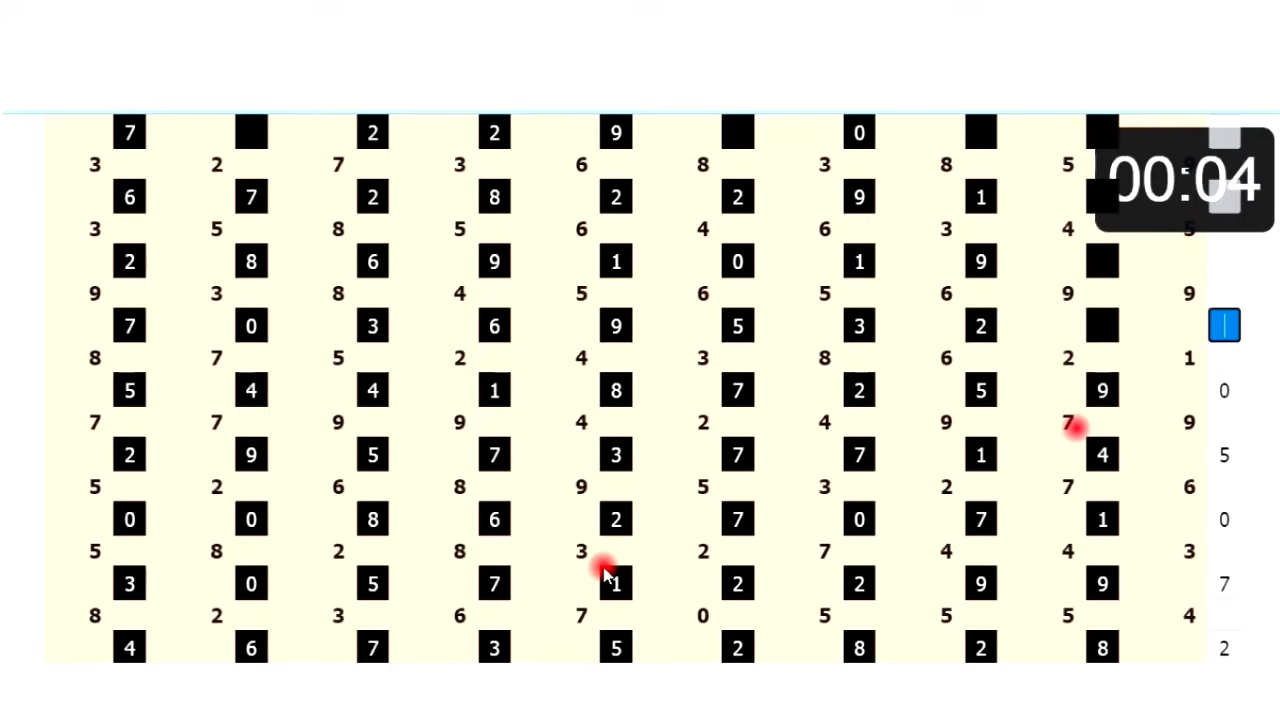 7 2 2 9 0
3 2 7 3 6 8 3 8 5
00:04
6 7 2 8 2 2 9 1
3 5 8 5 6 4 6 3 4 5
2 8 6 9 1 0 1 9
9 3 8 4 5 6 5 6 9 9
7 0 3 6 9 5 3 2
8 7 5 2 4 3 8 6 2 1
5 4 4 1 8 7 2 5 9 0
7 7 9 9 4 2 4 9 7 9
2 9 5 7 3 7 7 1 4 5
5 2 6 8 9 5 3 2 7 6
0 0 8 6 2 7 0 7 1 0
5 8 2 8 3 2 7 4 4 3
3 0 5 7 1 2 2 9 9 7
8 2 3 6 7 0 5 5 5 4
4 6 7 3 5 2 8 2 8 2